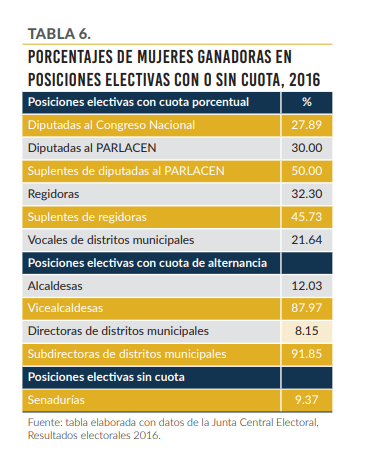 TABLA 6.
PORCENTAJES DE MUJERES GANADORAS EN
POSICIONES ELECTIVAS CON O SIN CUOTA, 2016
Posiciones electivas con cuota porcentual %
Diputadas al Congreso Nacional 27.89
Diputadas al PARLACEN 30.00
Suplentes de diputadas al PARLACEN 50.00
Regidoras 32.30
Suplentes de regidoras 45.73
Vocales de distritos municipales 21.64
Posiciones electivas con cuota de alternancia
Alcaldesas 12.03
Vicealcaldesas 87.97
Directoras de distritos municipales 8.15
Subdirectoras de distritos municipales 91.85
Posiciones electivas sin cuota
Senadurías 9.37
Fuente: tabla elaborada con datos de la Junta Central Electoral,
Resultados electorales 2016.